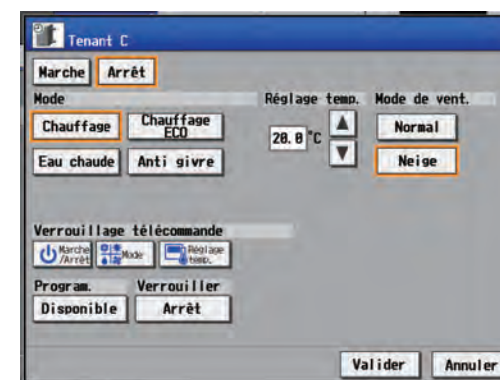 Tenant C
Marche Arrêt
Mode Réglage temp. Mode de vent.
Chauffage Chauffage ECO Normal
20.0 °C
Eau chaude Anti givre Neige
Verrouillage télécommande
Marche /Arrêt Mode Réglage temp.
Program. Verrouiller
Disponible Arrêt
Valider Annuler